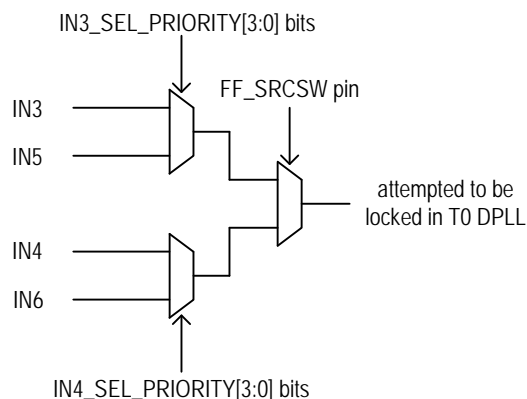 IN3_SEL_PRIORITY[3:0] bits
FF_SRCSW pin
IN3
IN5
attempted to be
locked in T0 DPLL
IN4
IN6
IN4_SEL_PRIORITY[3:0] bits